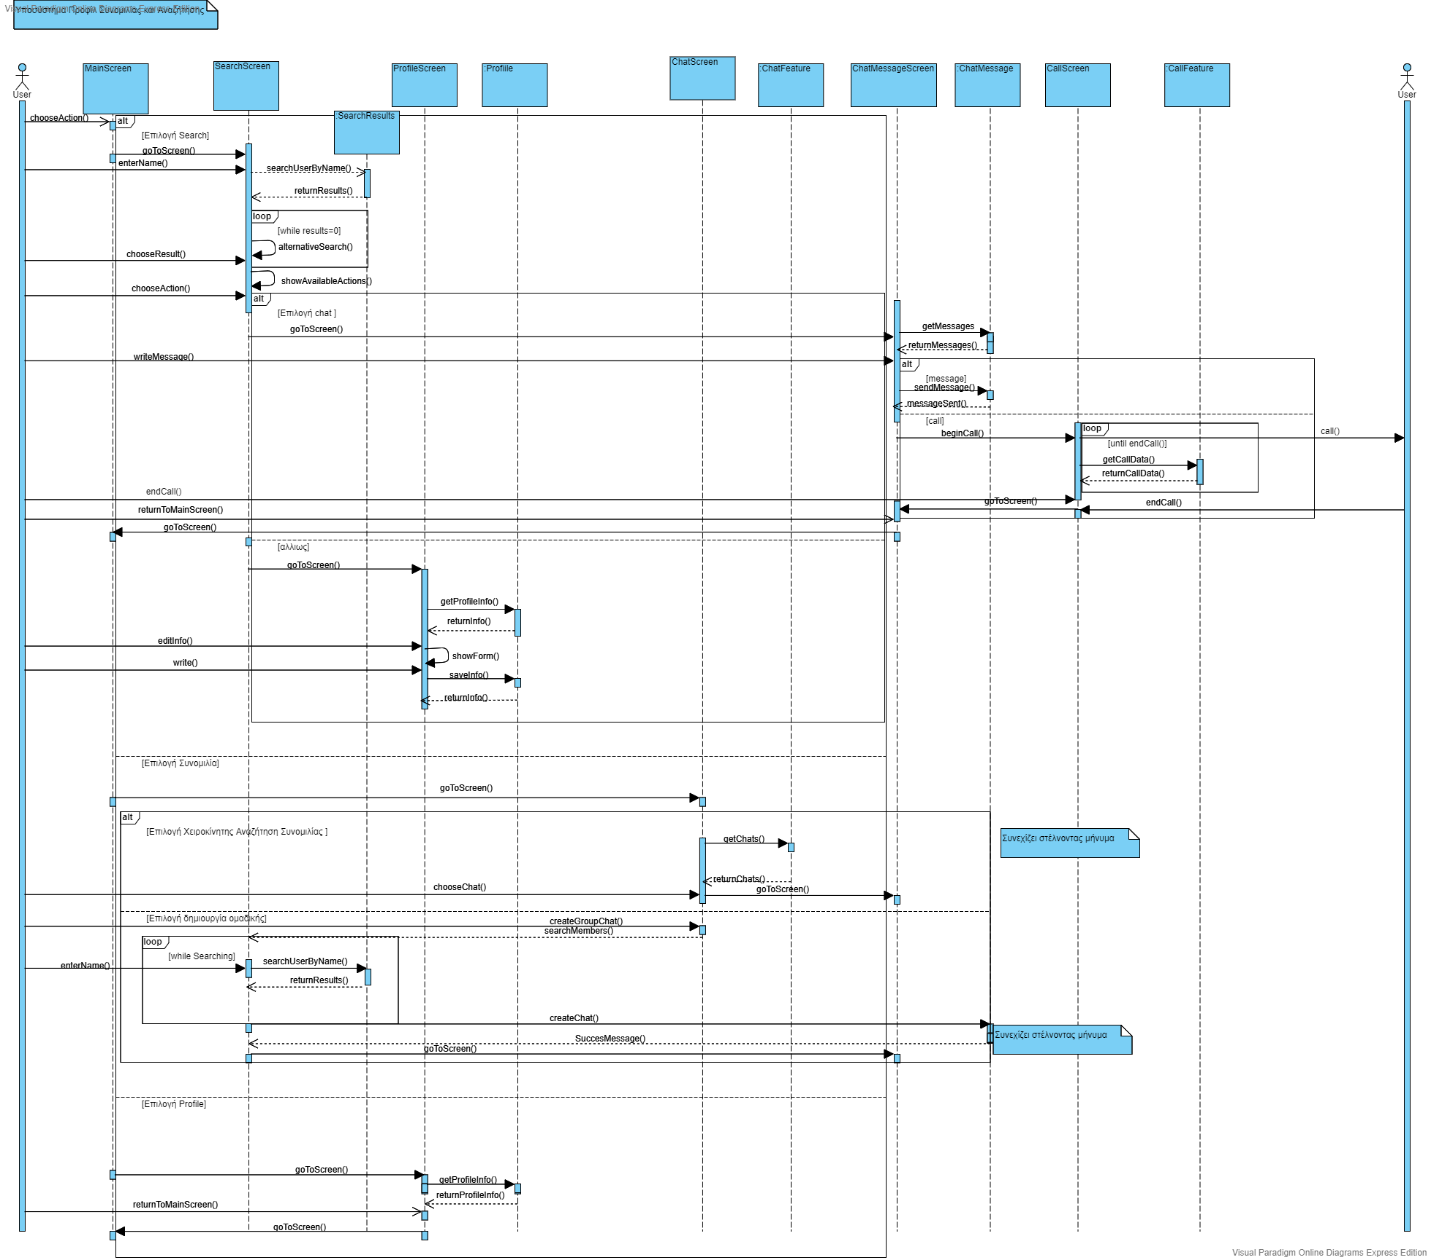 Υποσύστημα Προφίλ Συνομιλίας και Αναζήτησης
User
MainScreen
SearchScreen
:SearchResults
ProfileScreen
:Profiile
ChatScreen
:ChatFeature
ChatMessageScreen
:ChatMessage
CallScreen
:CallFeature
User
chooseAction()
alt
[Επιλογή Search]
goToScreen()
enterName()
searchUserByName()
returnResults()
loop
[while results=0]
alternativeSearch()
chooseResult()
showAvailableActions()
chooseAction()
alt
[Επιλογή chat ]
goToScreen()
getMessages
returnMessages()
writeMessage()
alt
[message]
sendMessage()
messageSent()
[call]
loop
beginCall()
call()
[until endCall()]
getCallData()
returnCallData()
endCall()
goToScreen()
endCall()
returnToMainScreen()
goToScreen()
[αλλιως]
goToScreen()
getProfileInfo()
returnInfo()
editInfo()
showForm()
write()
saveInfo()
returnInfo()
[Επιλογή Συνομιλία]
goToScreen()
alt
[Επιλογή Χειροκίνητης Αναζήτηση Συνομιλίας ]
getChats()
Συνεχίζει στέλνοντας μήνυμα
returnChats()
chooseChat()
goToScreen()
[Επιλογή δημιουργία ομαδικής]
createGroupChat()
searchMembers()
loop
[while Searching]
enterName()
searchUserByName()
returnResults()
createChat()
SuccesMessage()
Συνεχίζει στέλνοντας μήνυμα
goToScreen()
[Επιλογή Profile]
goToScreen()
getProfileInfo()
returnProfileInfo()
returnToMainScreen()
goToScreen()
Visual Paradigm Online Diagrams Express Edition